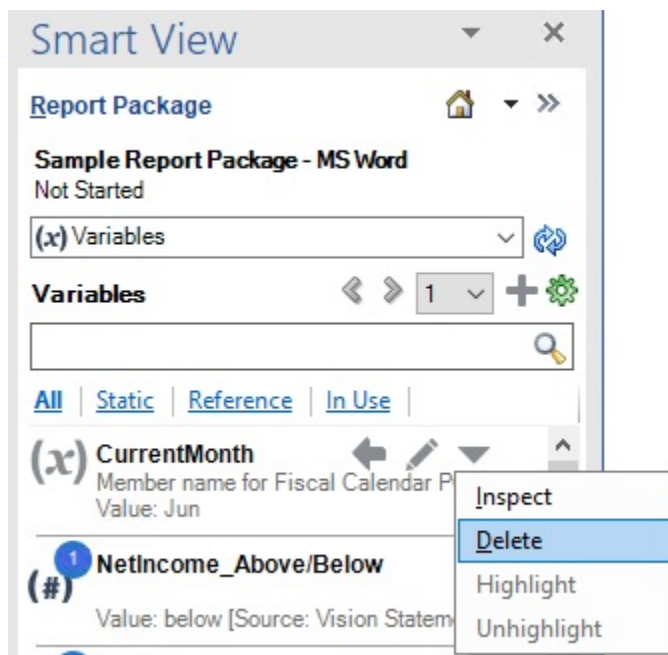 Smart View
Report Package
Sample Report Package - MS Word
Not Started
(x) Variables
Variables
1
All | Static | Reference | In Use |
(x) CurrentMonth
Member name for Fiscal Calendar P
Value: Jun
Inspect
Delete
Highlight
Unhighlight
1
(#) NetIncome_Above/Below
Value: below [Source: Vision Statem